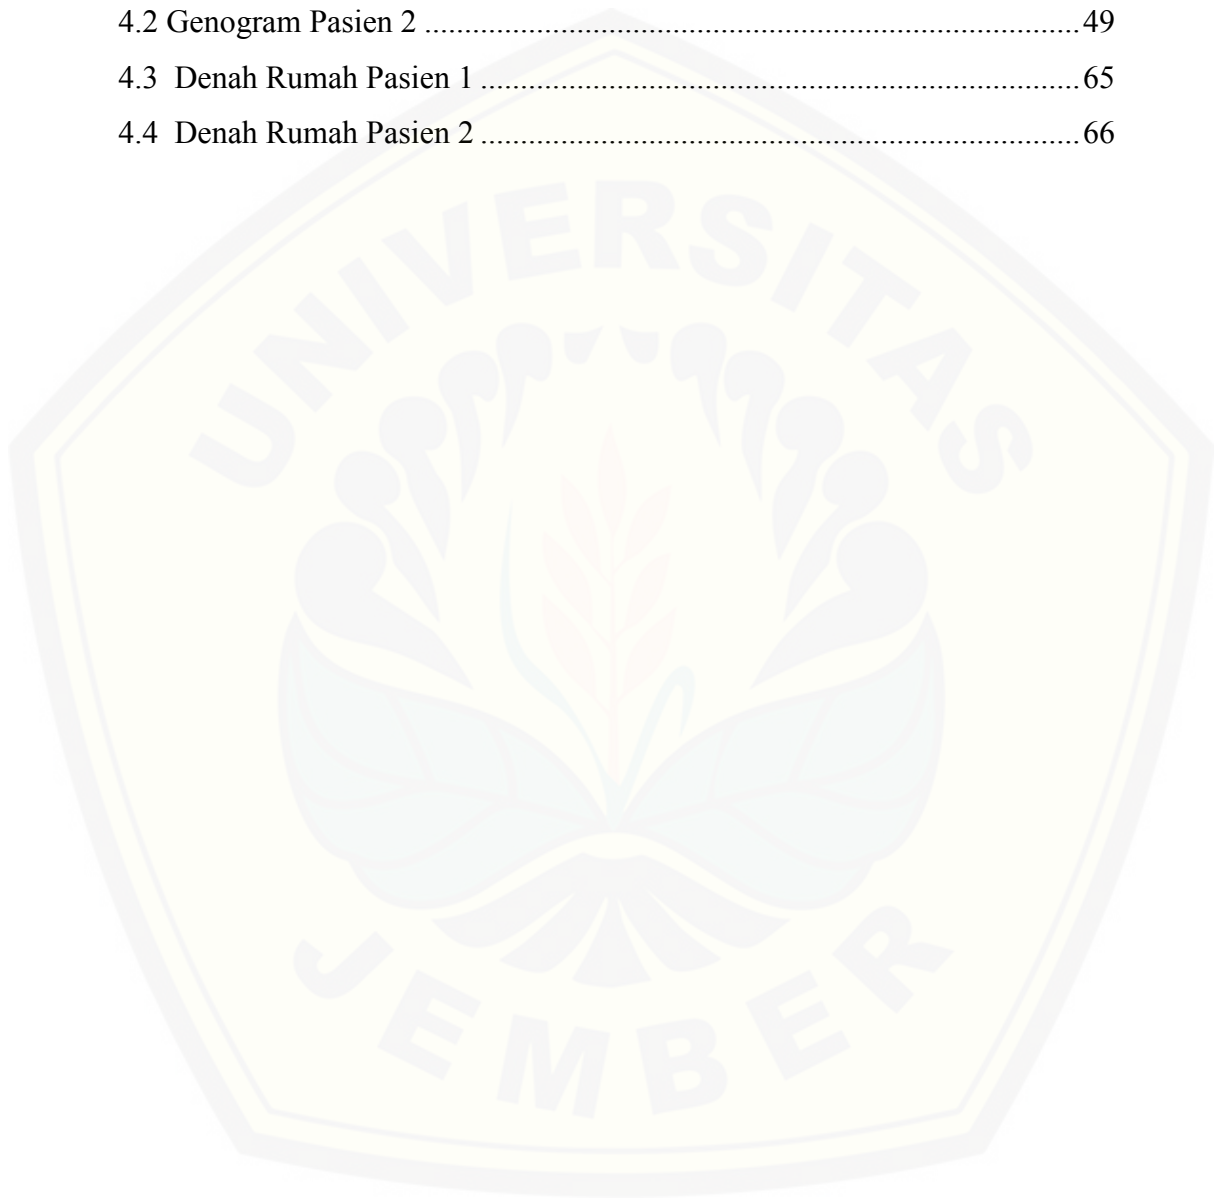 4.2 Genogram Pasien 2 ................................................................................49
4.3  Denah Rumah Pasien 1 .........................................................................65
4.4  Denah Rumah Pasien 2 .........................................................................66
UNIVERSITAS
JEMBER